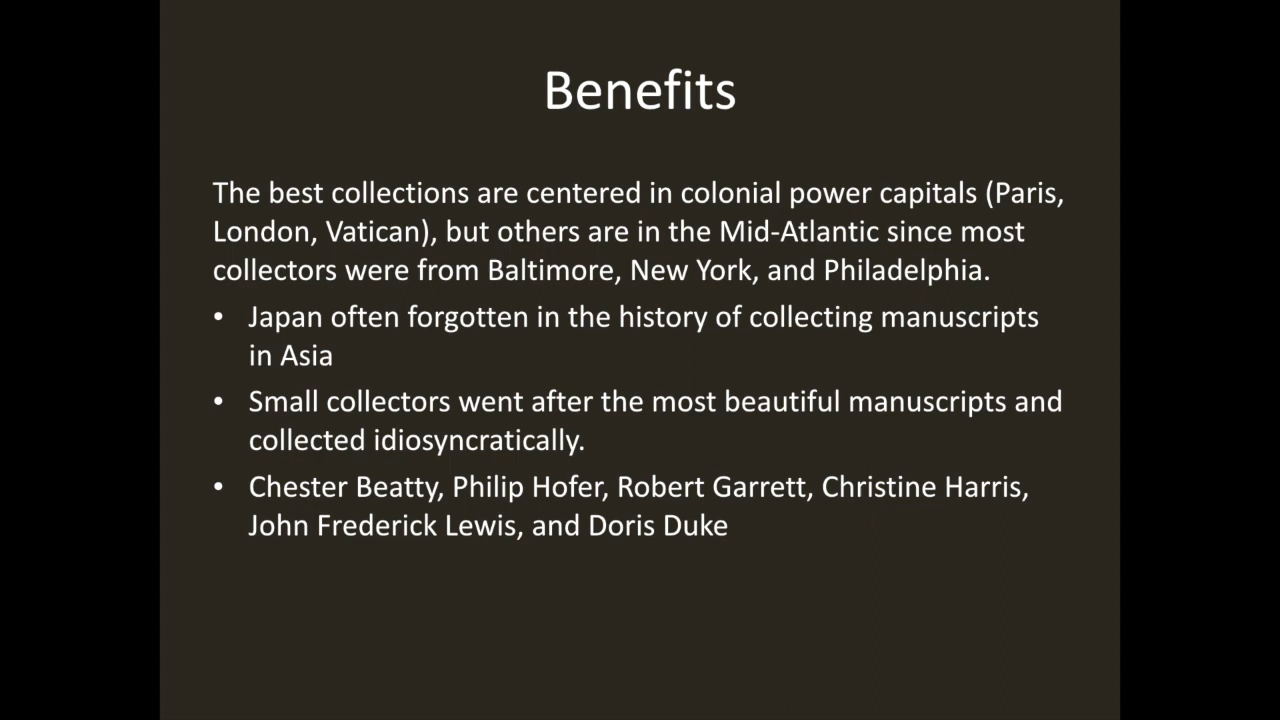 Benefits
The best collections are centered in colonial power capitals (Paris,
London, Vatican), but others are in the Mid-Atlantic since most
collectors were from Baltimore, New York, and Philadelphia.
• Japan often forgotten in the history of collecting manuscripts
in Asia
• Small collectors went after the most beautiful manuscripts and
collected idiosyncratically.
• Chester Beatty, Philip Hofer, Robert Garrett, Christine Harris,
John Frederick Lewis, and Doris Duke